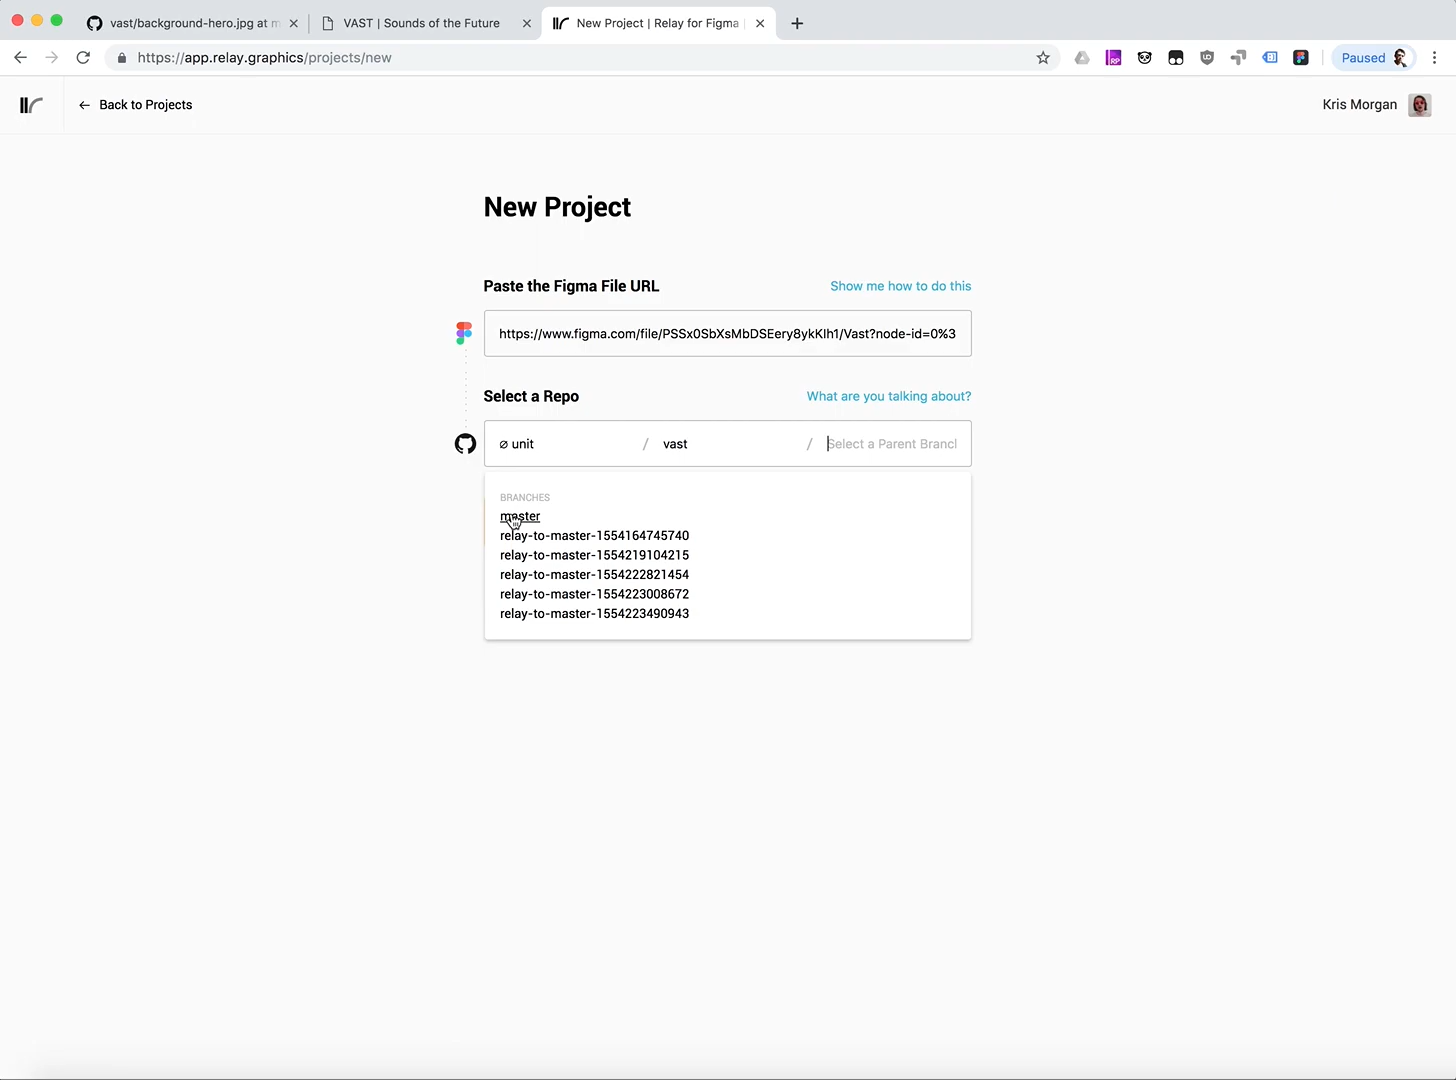 vast/background-hero.jpg at m
VAST | Sounds of the Future
New Project | Relay for Figma
https://app.relay.graphics/projects/new
RP
Paused
Back to Projects
Kris Morgan
New Project
Paste the Figma File URL
Show me how to do this
https://www.figma.com/file/PSSx0SbXsMbDSEery8ykKIh1/Vast?node-id=0%3
Select a Repo
What are you talking about?
⌀ unit / vast / Select a Parent Branch
BRANCHES
master
relay-to-master-1554164745740
relay-to-master-1554219104215
relay-to-master-1554222821454
relay-to-master-1554223008672
relay-to-master-1554223490943